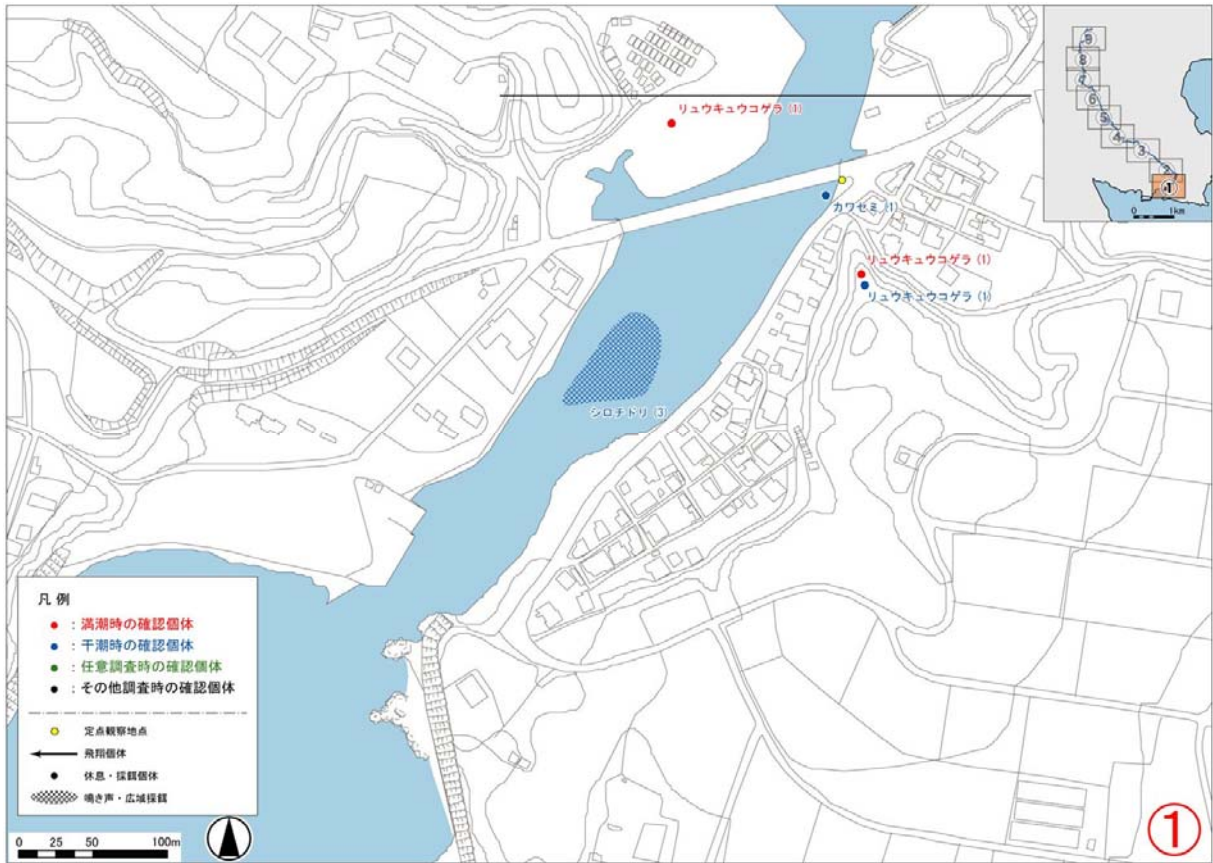 リュウキュウコゲラ (1)
カワセミ (1)
リュウキュウコゲラ (1)
リュウキュウコゲラ (1)
シロチドリ (3)
9
8
7
6
5
4
3
2
1
0 1km
凡 例
● : 満潮時の確認個体
● : 干潮時の確認個体
● : 任意調査時の確認個体
● : その他調査時の確認個体
定点観察地点
飛翔個体
休息・採餌個体
鳴き声・広域採餌
0 25 50 100m
①